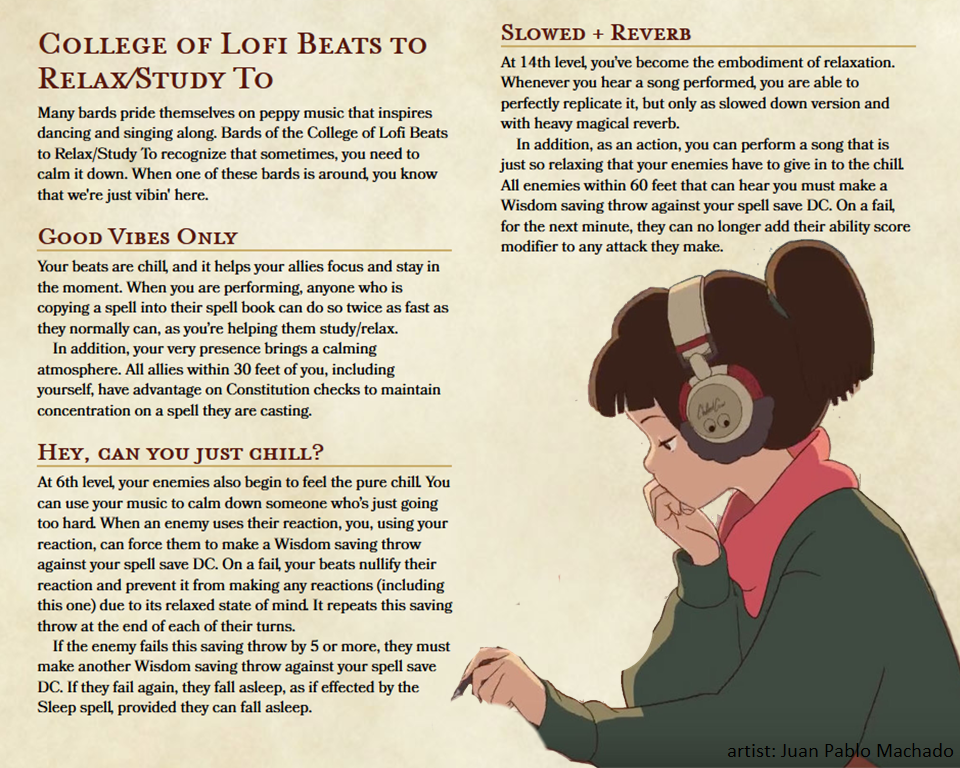 College of Lofi Beats to
Relax/Study To
Many bards pride themselves on peppy music that inspires
dancing and singing along. Bards of the College of Lofi Beats
to Relax/Study To recognize that sometimes, you need to
calm it down. When one of these bards is around, you know
that we're just vibin' here.
Good Vibes Only
Your beats are chill, and it helps your allies focus and stay in
the moment. When you are performing, anyone who is
copying a spell into their spell book can do so twice as fast as
they normally can, as you're helping them study/relax.
In addition, your very presence brings a calming
atmosphere. All allies within 30 feet of you, including
yourself, have advantage on Constitution checks to maintain
concentration on a spell they are casting.
Hey, can you just chill?
At 6th level, your enemies also begin to feel the pure chill. You
can use your music to calm down someone who's just going
too hard. When an enemy uses their reaction, you, using your
reaction, can force them to make a Wisdom saving throw
against your spell save DC. On a fail, your beats nullify their
reaction and prevent it from making any reactions (including
this one) due to its relaxed state of mind. It repeats this saving
throw at the end of each of their turns.
If the enemy fails this saving throw by 5 or more, they must
make another Wisdom saving throw against your spell save
DC. If they fail again, they fall asleep, as if effected by the
Sleep spell, provided they can fall asleep.
Slowed + Reverb
At 14th level, you've become the embodiment of relaxation.
Whenever you hear a song performed, you are able to
perfectly replicate it, but only as slowed down version and
with heavy magical reverb.
In addition, as an action, you can perform a song that is
just so relaxing that your enemies have to give in to the chill.
All enemies within 60 feet that can hear you must make a
Wisdom saving throw against your spell save DC. On a fail,
for the next minute, they can no longer add their ability score
modifier to any attack they make.
artist: Juan Pablo Machado